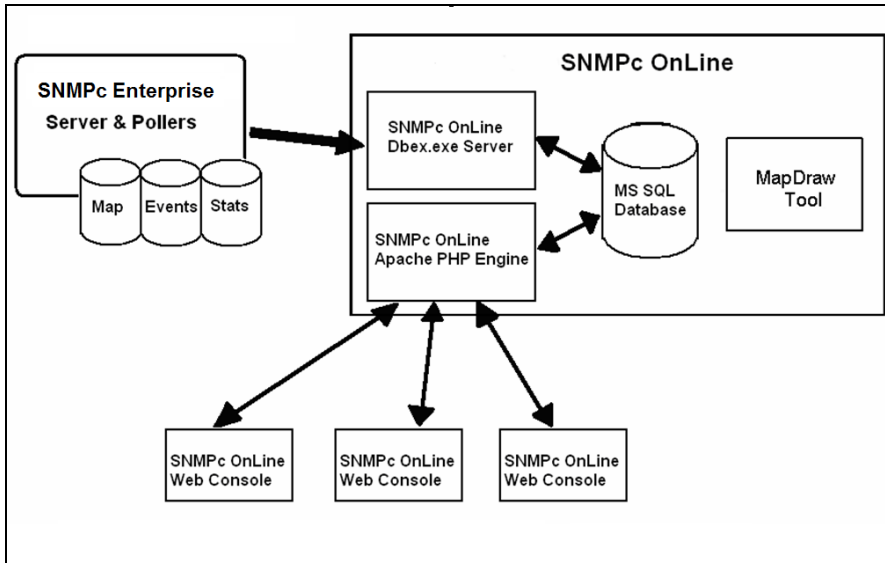 SNMPc Enterprise
Server & Pollers
Map
Events
Stats
SNMPc OnLine
SNMPc OnLine
Dbex.exe Server
SNMPc OnLine
Apache PHP Engine
MS SQL
Database
MapDraw
Tool
SNMPc OnLine
Web Console
SNMPc OnLine
Web Console
SNMPc OnLine
Web Console